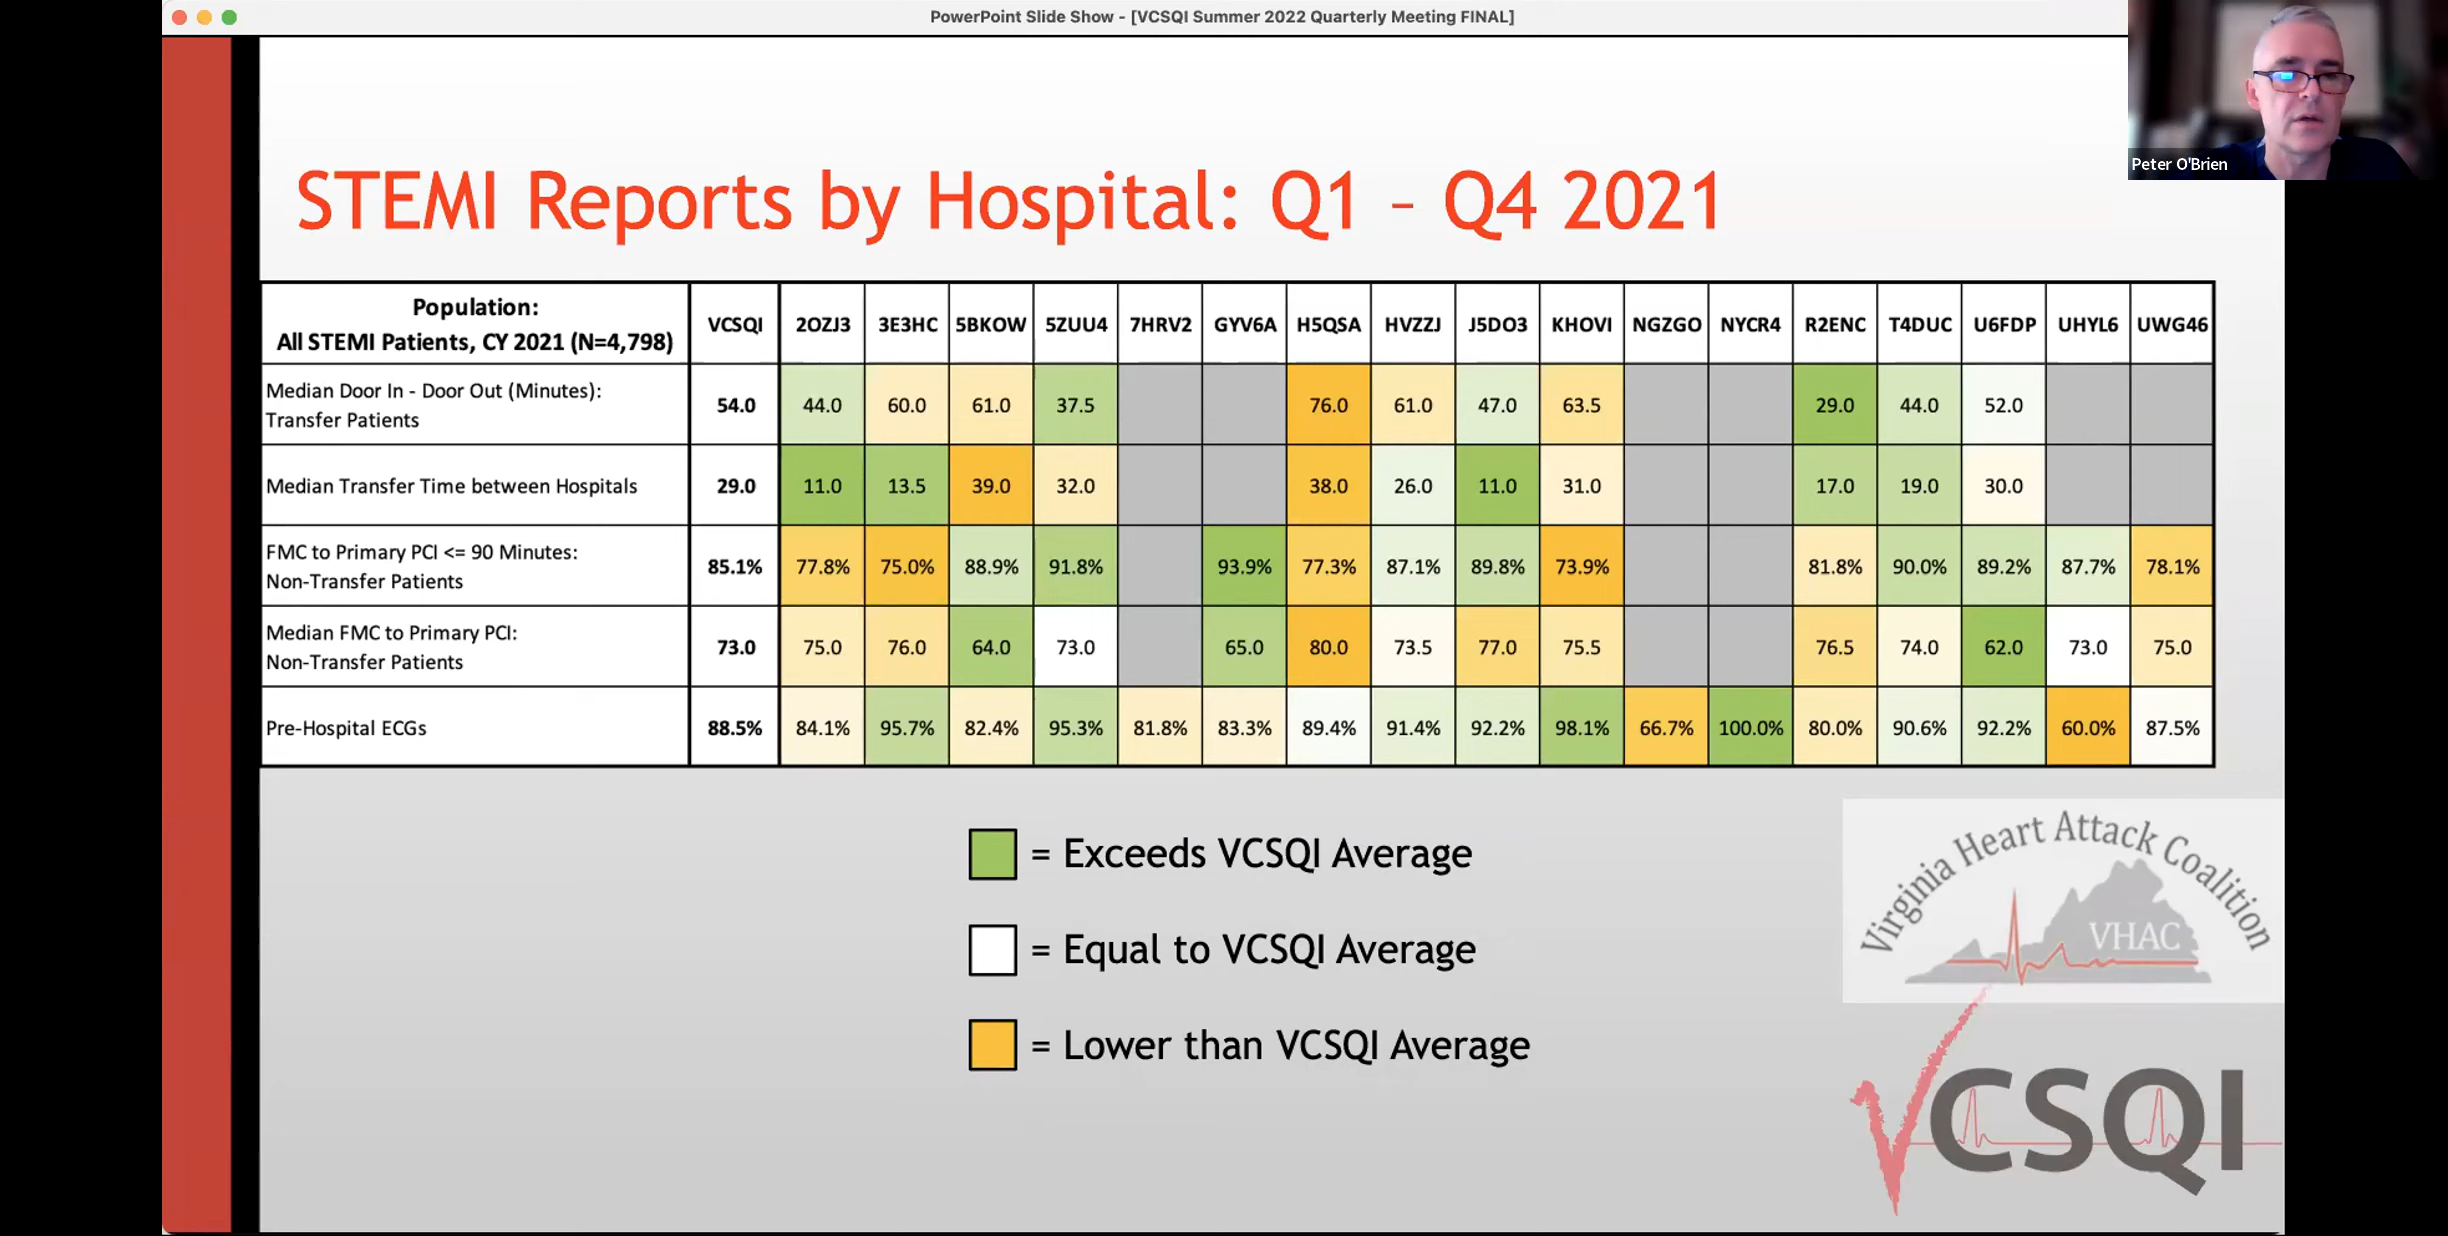 PowerPoint Slide Show - [VCSQI Summer 2022 Quarterly Meeting FINAL]
Peter O'Brien
STEMI Reports by Hospital: Q1 – Q4 2021
Population:
All STEMI Patients, CY 2021 (N=4,798) VCSQI 2OZJ3 3E3HC 5BKOW 5ZUU4 7HRV2 GYV6A H5QSA HVZZJ J5DO3 KHOVI NGZGO NYCR4 R2ENC T4DUC U6FDP UHYL6 UWG46
Median Door In - Door Out (Minutes):
Transfer Patients 54.0 44.0 60.0 61.0 37.5 76.0 61.0 47.0 63.5 29.0 44.0 52.0
Median Transfer Time between Hospitals 29.0 11.0 13.5 39.0 32.0 38.0 26.0 11.0 31.0 17.0 19.0 30.0
FMC to Primary PCI <= 90 Minutes:
Non-Transfer Patients 85.1% 77.8% 75.0% 88.9% 91.8% 93.9% 77.3% 87.1% 89.8% 73.9% 81.8% 90.0% 89.2% 87.7% 78.1%
Median FMC to Primary PCI:
Non-Transfer Patients 73.0 75.0 76.0 64.0 73.0 65.0 80.0 73.5 77.0 75.5 76.5 74.0 62.0 73.0 75.0
Pre-Hospital ECGs 88.5% 84.1% 95.7% 82.4% 95.3% 81.8% 83.3% 89.4% 91.4% 92.2% 98.1% 66.7% 100.0% 80.0% 90.6% 92.2% 60.0% 87.5%
= Exceeds VCSQI Average
= Equal to VCSQI Average
= Lower than VCSQI Average
Virginia Heart Attack Coalition
VHAC
VCSQI